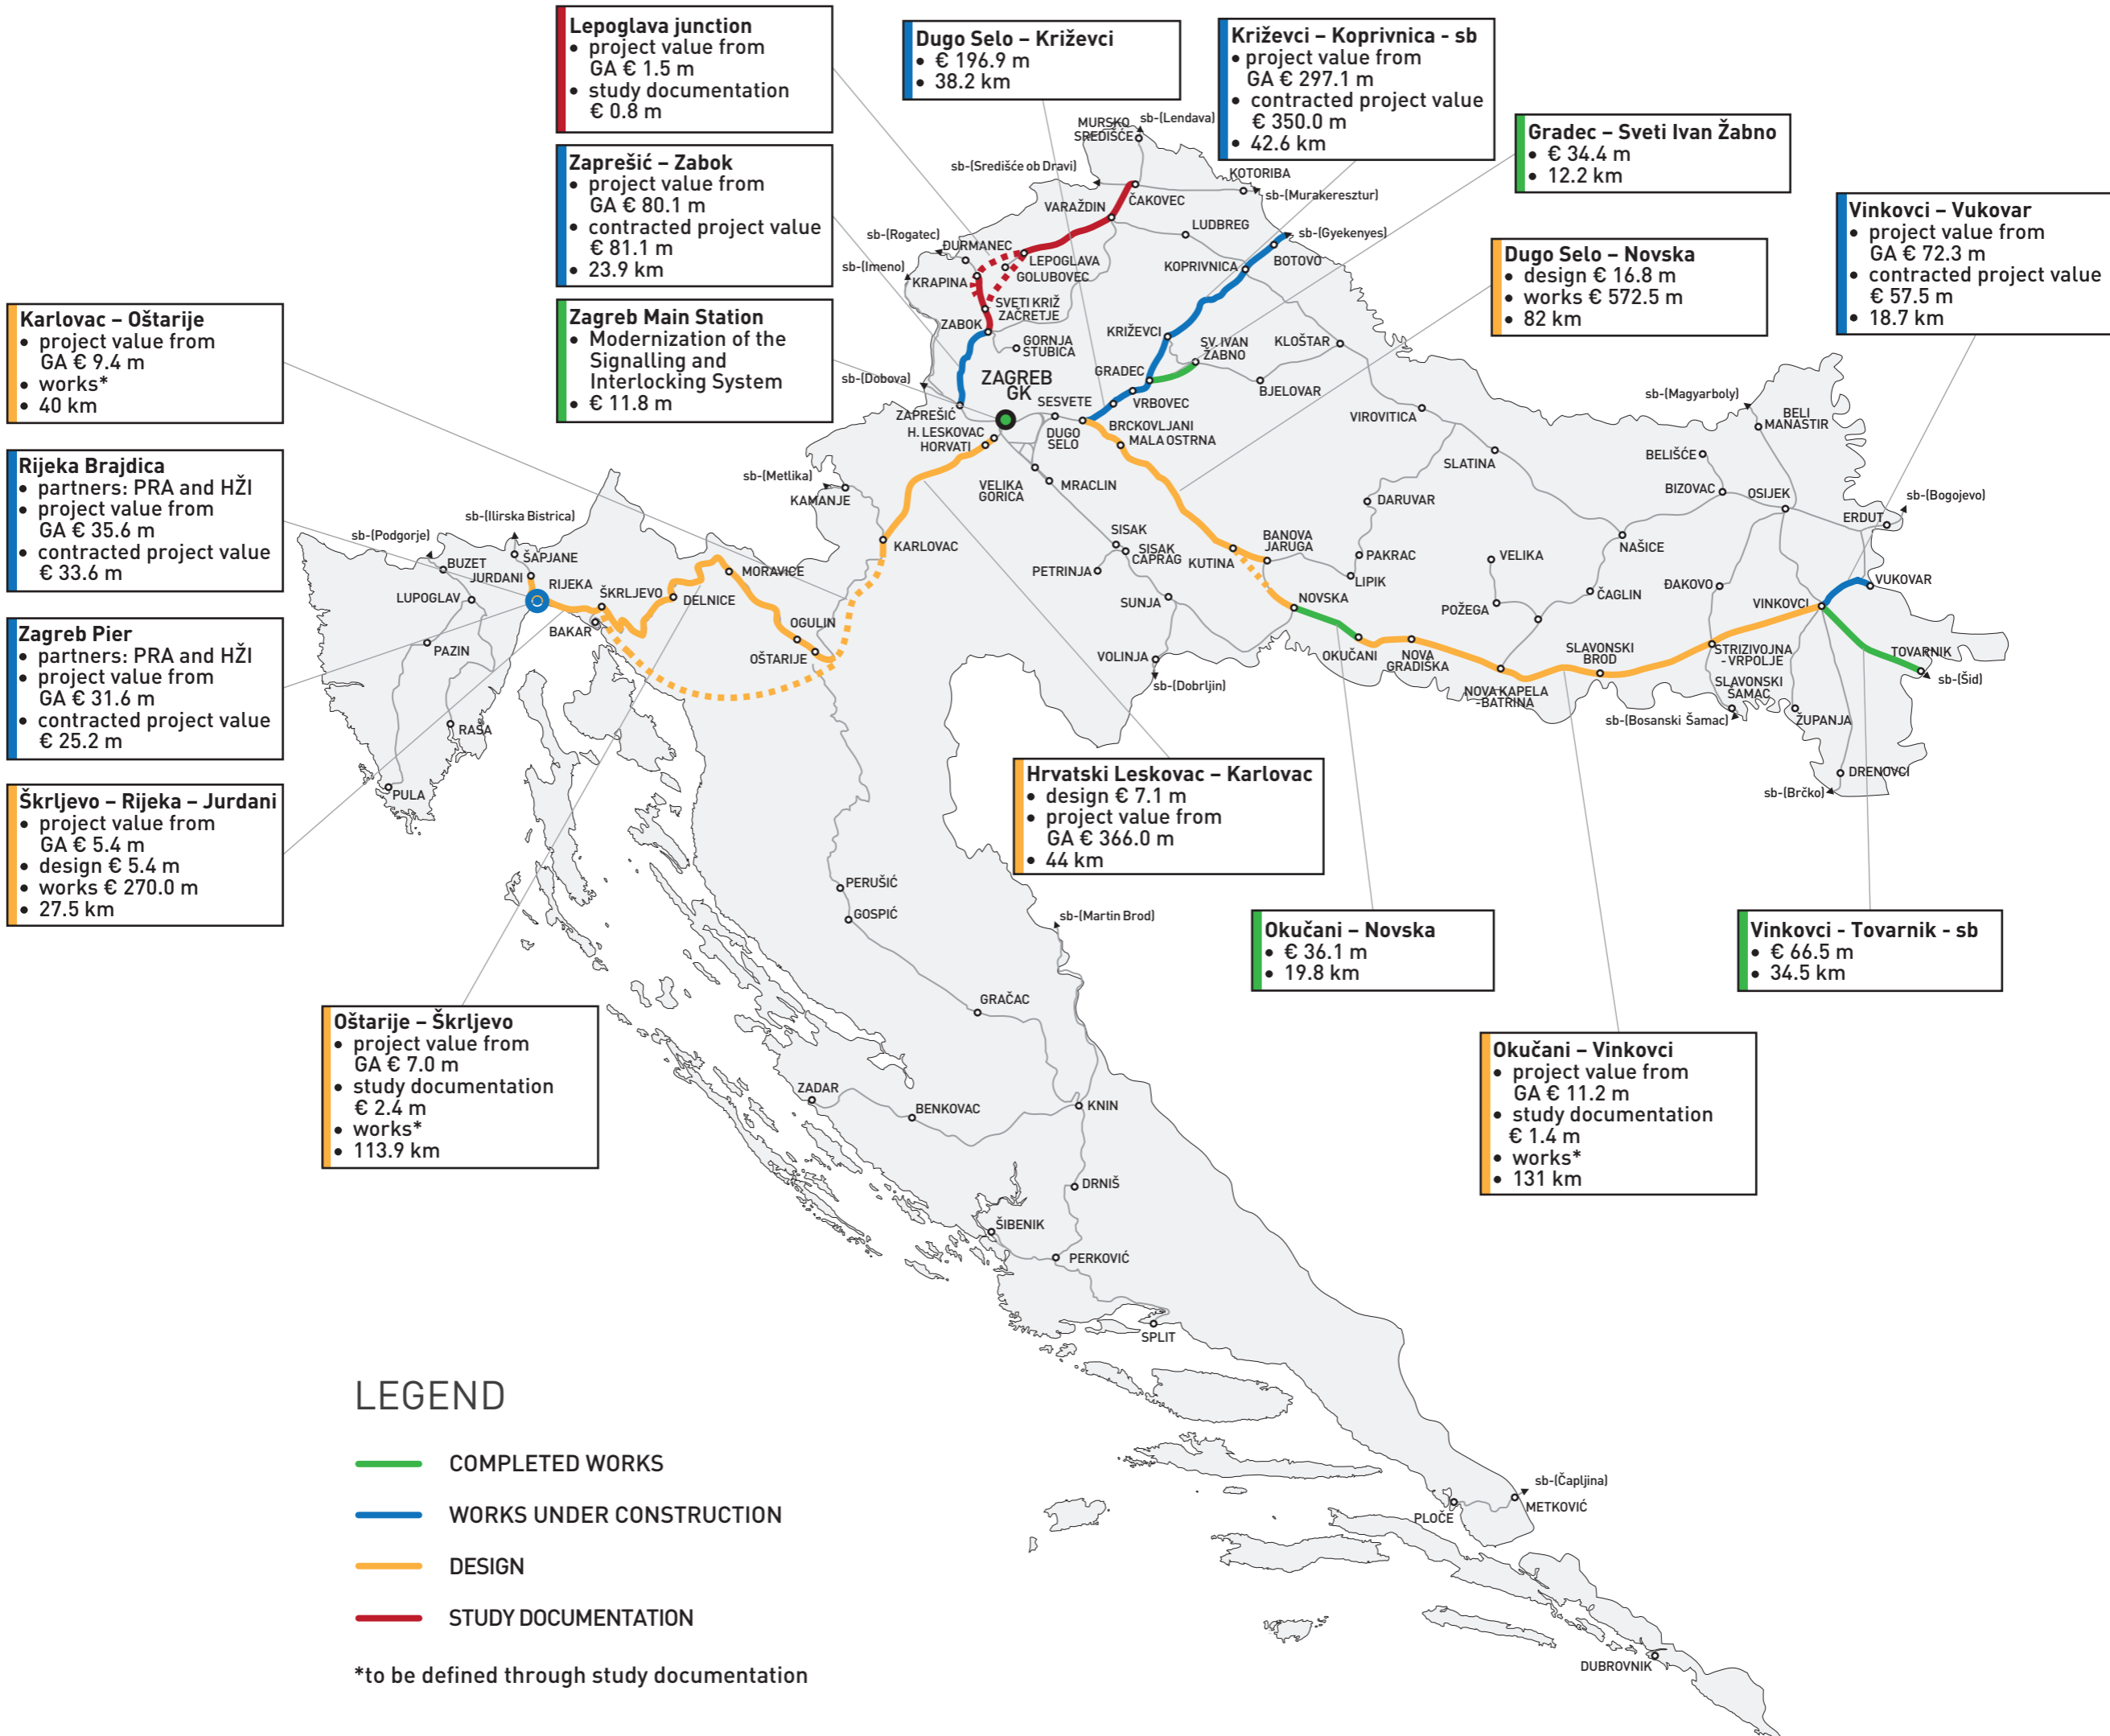 Lepoglava junction
• project value from
GA € 1.5 m
• study documentation
€ 0.8 m
Dugo Selo – Križevci
• € 196.9 m
• 38.2 km
Križevci – Koprivnica - sb
• project value from
GA € 297.1 m
• contracted project value
€ 350.0 m
• 42.6 km
Gradec – Sveti Ivan Žabno
• € 34.4 m
• 12.2 km
Zaprešić – Zabok
• project value from
GA € 80.1 m
• contracted project value
€ 81.1 m
• 23.9 km
Vinkovci – Vukovar
• project value from
GA € 72.3 m
• contracted project value
€ 57.5 m
• 18.7 km
Dugo Selo – Novska
• design € 16.8 m
• works € 572.5 m
• 82 km
Zagreb Main Station
• Modernization of the
Signalling and
Interlocking System
• € 11.8 m
Karlovac – Oštarije
• project value from
GA € 9.4 m
• works*
• 40 km
Rijeka Brajdica
• partners: PRA and HŽI
• project value from
GA € 35.6 m
• contracted project value
€ 33.6 m
Zagreb Pier
• partners: PRA and HŽI
• project value from
GA € 31.6 m
• contracted project value
€ 25.2 m
Škrljevo – Rijeka – Jurdani
• project value from
GA € 5.4 m
• design € 5.4 m
• works € 270.0 m
• 27.5 km
Hrvatski Leskovac – Karlovac
• design € 7.1 m
• project value from
GA € 366.0 m
• 44 km
Okučani – Novska
• € 36.1 m
• 19.8 km
Vinkovci - Tovarnik - sb
• € 66.5 m
• 34.5 km
Oštarije – Škrljevo
• project value from
GA € 7.0 m
• study documentation
€ 2.4 m
• works*
• 113.9 km
Okučani – Vinkovci
• project value from
GA € 11.2 m
• study documentation
€ 1.4 m
• works*
• 131 km
MURSKO
SREDIŠĆE
sb-(Lendava)
sb-(Središće ob Dravi)
KOTORIBA
sb-(Murakeresztur)
ČAKOVEC
VARAŽDIN
LUDBREG
sb-(Rogatec)
ĐURMANEC
sb-(Gyekenyes)
LEPOGLAVA
GOLUBOVEC
sb-(Imeno)
KRAPINA
KOPRIVNICA
BOTOVO
SVETI KRIŽ
ZAČRETJE
ZABOK
GORNJA
STUBICA
KRIŽEVCI
SV. IVAN
ŽABNO
KLOŠTAR
GRADEC
BJELOVAR
sb-(Dobova)
ZAGREB
GK
SESVETE
VRBOVEC
ZAPREŠIĆ
H. LESKOVAC
HORVATI
DUGO
SELO
BRCKOVLJANI
MALA OSTRNA
VIROVITICA
sb-(Magyarboly)
BELI
MANASTIR
SLATINA
BELIŠĆE
sb-(Metlika)
KAMANJE
VELIKA
GORICA
MRACLIN
DARUVAR
BIZOVAC
OSIJEK
sb-(Bogojevo)
ERDUT
SISAK
SISAK
CAPRAG
KARLOVAC
BANOVA
JARUGA
KUTINA
PAKRAC
LIPIK
VELIKA
NAŠICE
PETRINJA
sb-(Ilirska Bistrica)
sb-(Podgorje)
BUZET
ŠAPJANE
JURDANI
RIJEKA
ŠKRLJEVO
MORAVICE
DELNICE
LUPOGLAV
BAKAR
PAZIN
OGULIN
OŠTARIJE
SUNJA
NOVSKA
POŽEGA
ČAGLIN
ĐAKOVO
VINKOVCI
VUKOVAR
VOLINJA
sb-(Dobrljin)
OKUČANI
NOVA
GRADIŠKA
SLAVONSKI
BROD
STRIZIVOJNA
-VRPOLJE
TOVARNIK
sb-(Šid)
NOVA KAPELA
-BATRINA
SLAVONSKI
ŠAMAC
sb-(Bosanski Šamac)
ŽUPANJA
DRENOVCI
sb-(Brčko)
RAŠA
PULA
PERUŠIĆ
GOSPIĆ
sb-(Martin Brod)
GRAČAC
ZADAR
BENKOVAC
KNIN
DRNIŠ
ŠIBENIK
PERKOVIĆ
SPLIT
sb-(Čapljina)
METKOVIĆ
PLOČE
DUBROVNIK
LEGEND
COMPLETED WORKS
WORKS UNDER CONSTRUCTION
DESIGN
STUDY DOCUMENTATION
*to be defined through study documentation